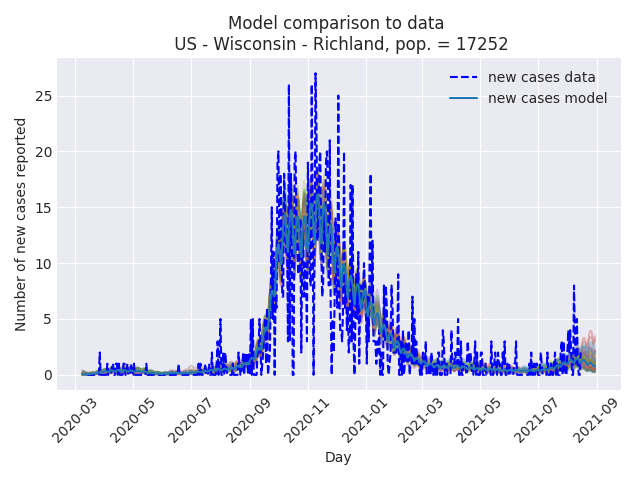 Model comparison to data
US - Wisconsin - Richland, pop. = 17252
new cases data
new cases model
Number of new cases reported
25
20
15
10
5
0
2020-03
2020-05
2020-07
2020-09
2020-11
2021-01
2021-03
2021-05
2021-07
2021-09
Day